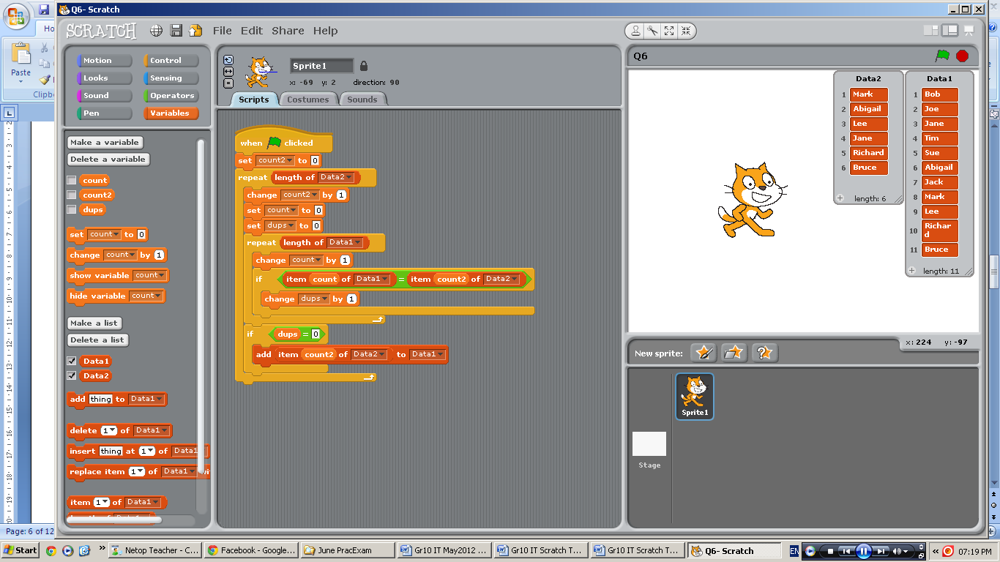 Q6- Scratch
Ho
Paste
Clipbo
SCRATCH
File Edit Share Help
Motion Control
Looks Sensing
Sound Operators
Pen Variables
Make a variable
Delete a variable
count
count2
dups
set count to 0
change count by 1
show variable count
hide variable count
Make a list
Delete a list
Data1
Data2
add thing to Data1
delete 1 of Data1
insert thing at 1 of Data1
replace item 1 of Data1
item 1 of Data1
Sprite1
x: -69 y: 2 direction: 90
Scripts Costumes Sounds
when clicked
set count2 to 0
repeat length of Data2
change count2 by 1
set count to 0
set dups to 0
repeat length of Data1
change count by 1
if item count of Data1 = item count2 of Data2
change dups by 1
if dups = 0
add item count2 of Data2 to Data1
Q6
Data2
1 Mark
2 Abigail
3 Lee
4 Jane
5 Richard
6 Bruce
+ length: 6
Data1
1 Bob
2 Joe
3 Jane
4 Tim
5 Sue
6 Abigail
7 Jack
8 Mark
9 Lee
10 Richar
d
11 Bruce
+ length: 11
x: 224 y: -97
New sprite:
Sprite1
Stage
Page: 6 of 12
Start
Netop Teacher - C...
Facebook - Google...
June PracExam
Gr10 IT May2012 ...
Gr10 IT Scratch T...
Gr10 IT Scratch T...
Q6- Scratch
EN
07:19 PM